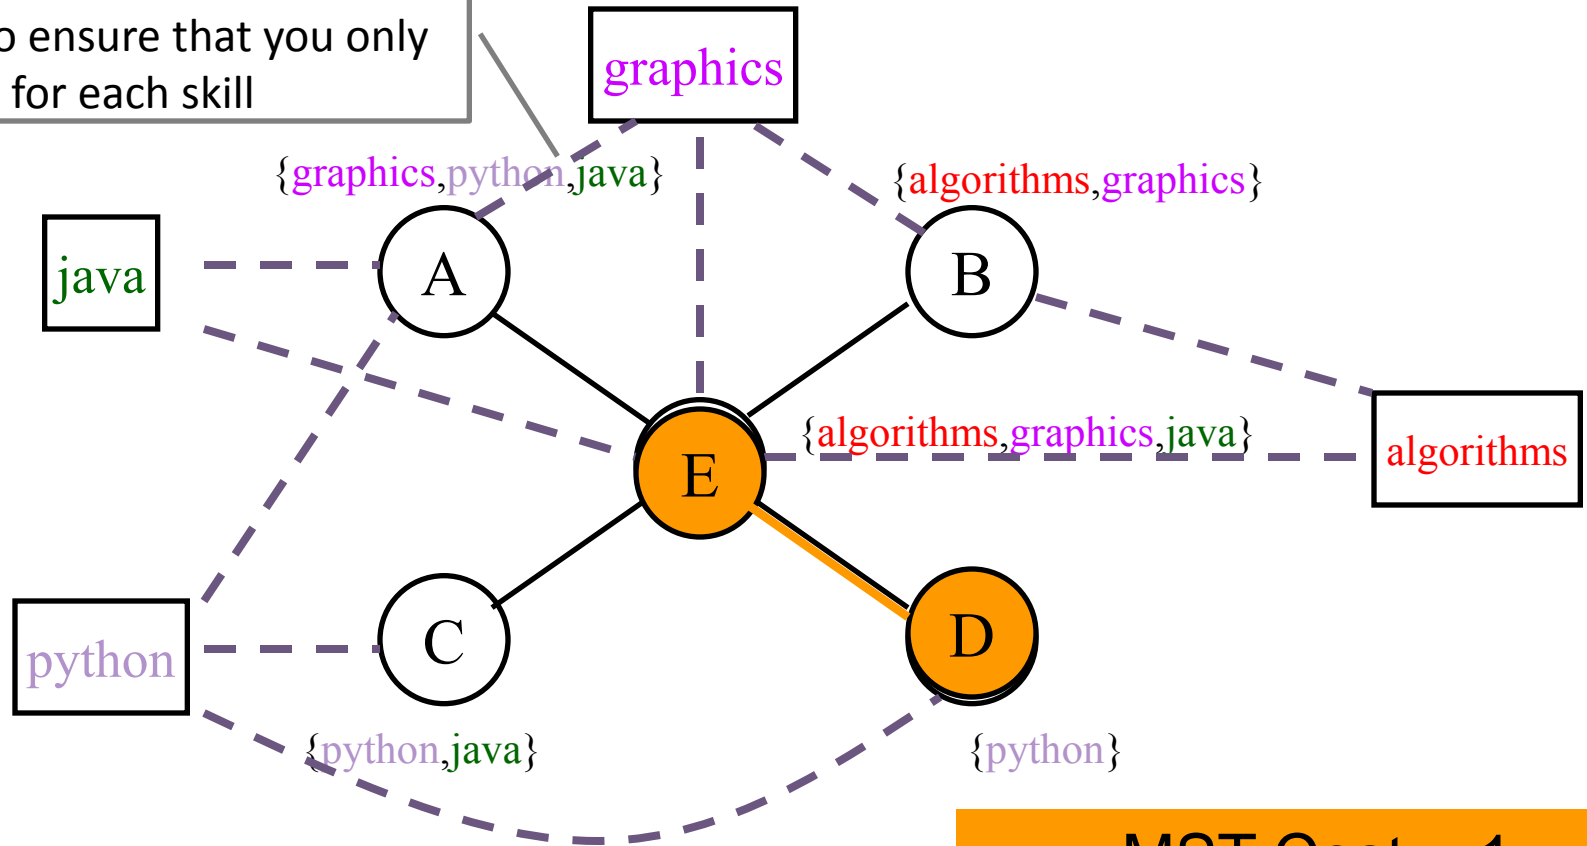 ensure that you only
for each skill
graphics
{graphics,python,java}
{algorithms,graphics}
java
A
B
{algorithms,graphics,java}
algorithms
E
python
C
D
{python,java}
{python}
MST Cost 1